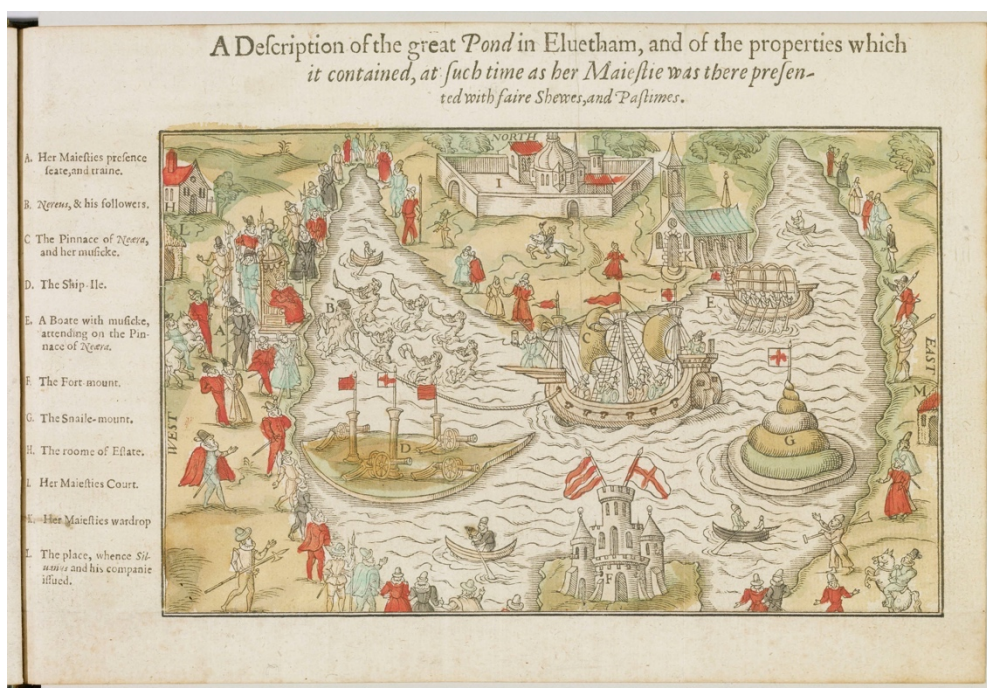 A Deſcription of the great Pond in Eluetham, and of the properties which
it contained, at ſuch time as her Maieſtie was there preſen-
ted with faire Shewes, and Paſtimes.
A. Her Maieſties preſence
ſeate, and traine.
B. Nereus, & his followers.
C The Pinnace of Neæra,
and her muſicke.
D. The Ship-Ile.
E. A Boate with muſicke,
attending on the Pin-
nace of Neæra.
F. The Fort-mount.
G. The Snaile-mount.
H. The roome of Eſtate.
I. Her Maieſties Court.
K. Her Maieſties wardrop
L. The place, whence Sil-
uanus and his companie
iſſued.
NORTH
I
L
K
B
E
A
C
EAST
M
WEST
D
G
F